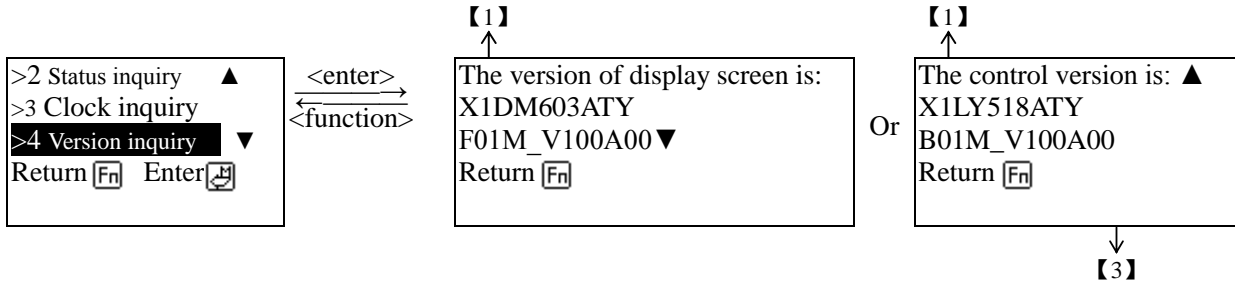 【1】
【1】
>2 Status inquiry ▲
>3 Clock inquiry
>4 Version inquiry ▼
Return Fn Enter
<enter>
<function>
The version of display screen is:
X1DM603ATY
F01M_V100A00▼
Return Fn
Or
The control version is: ▲
X1LY518ATY
B01M_V100A00
Return Fn
【3】